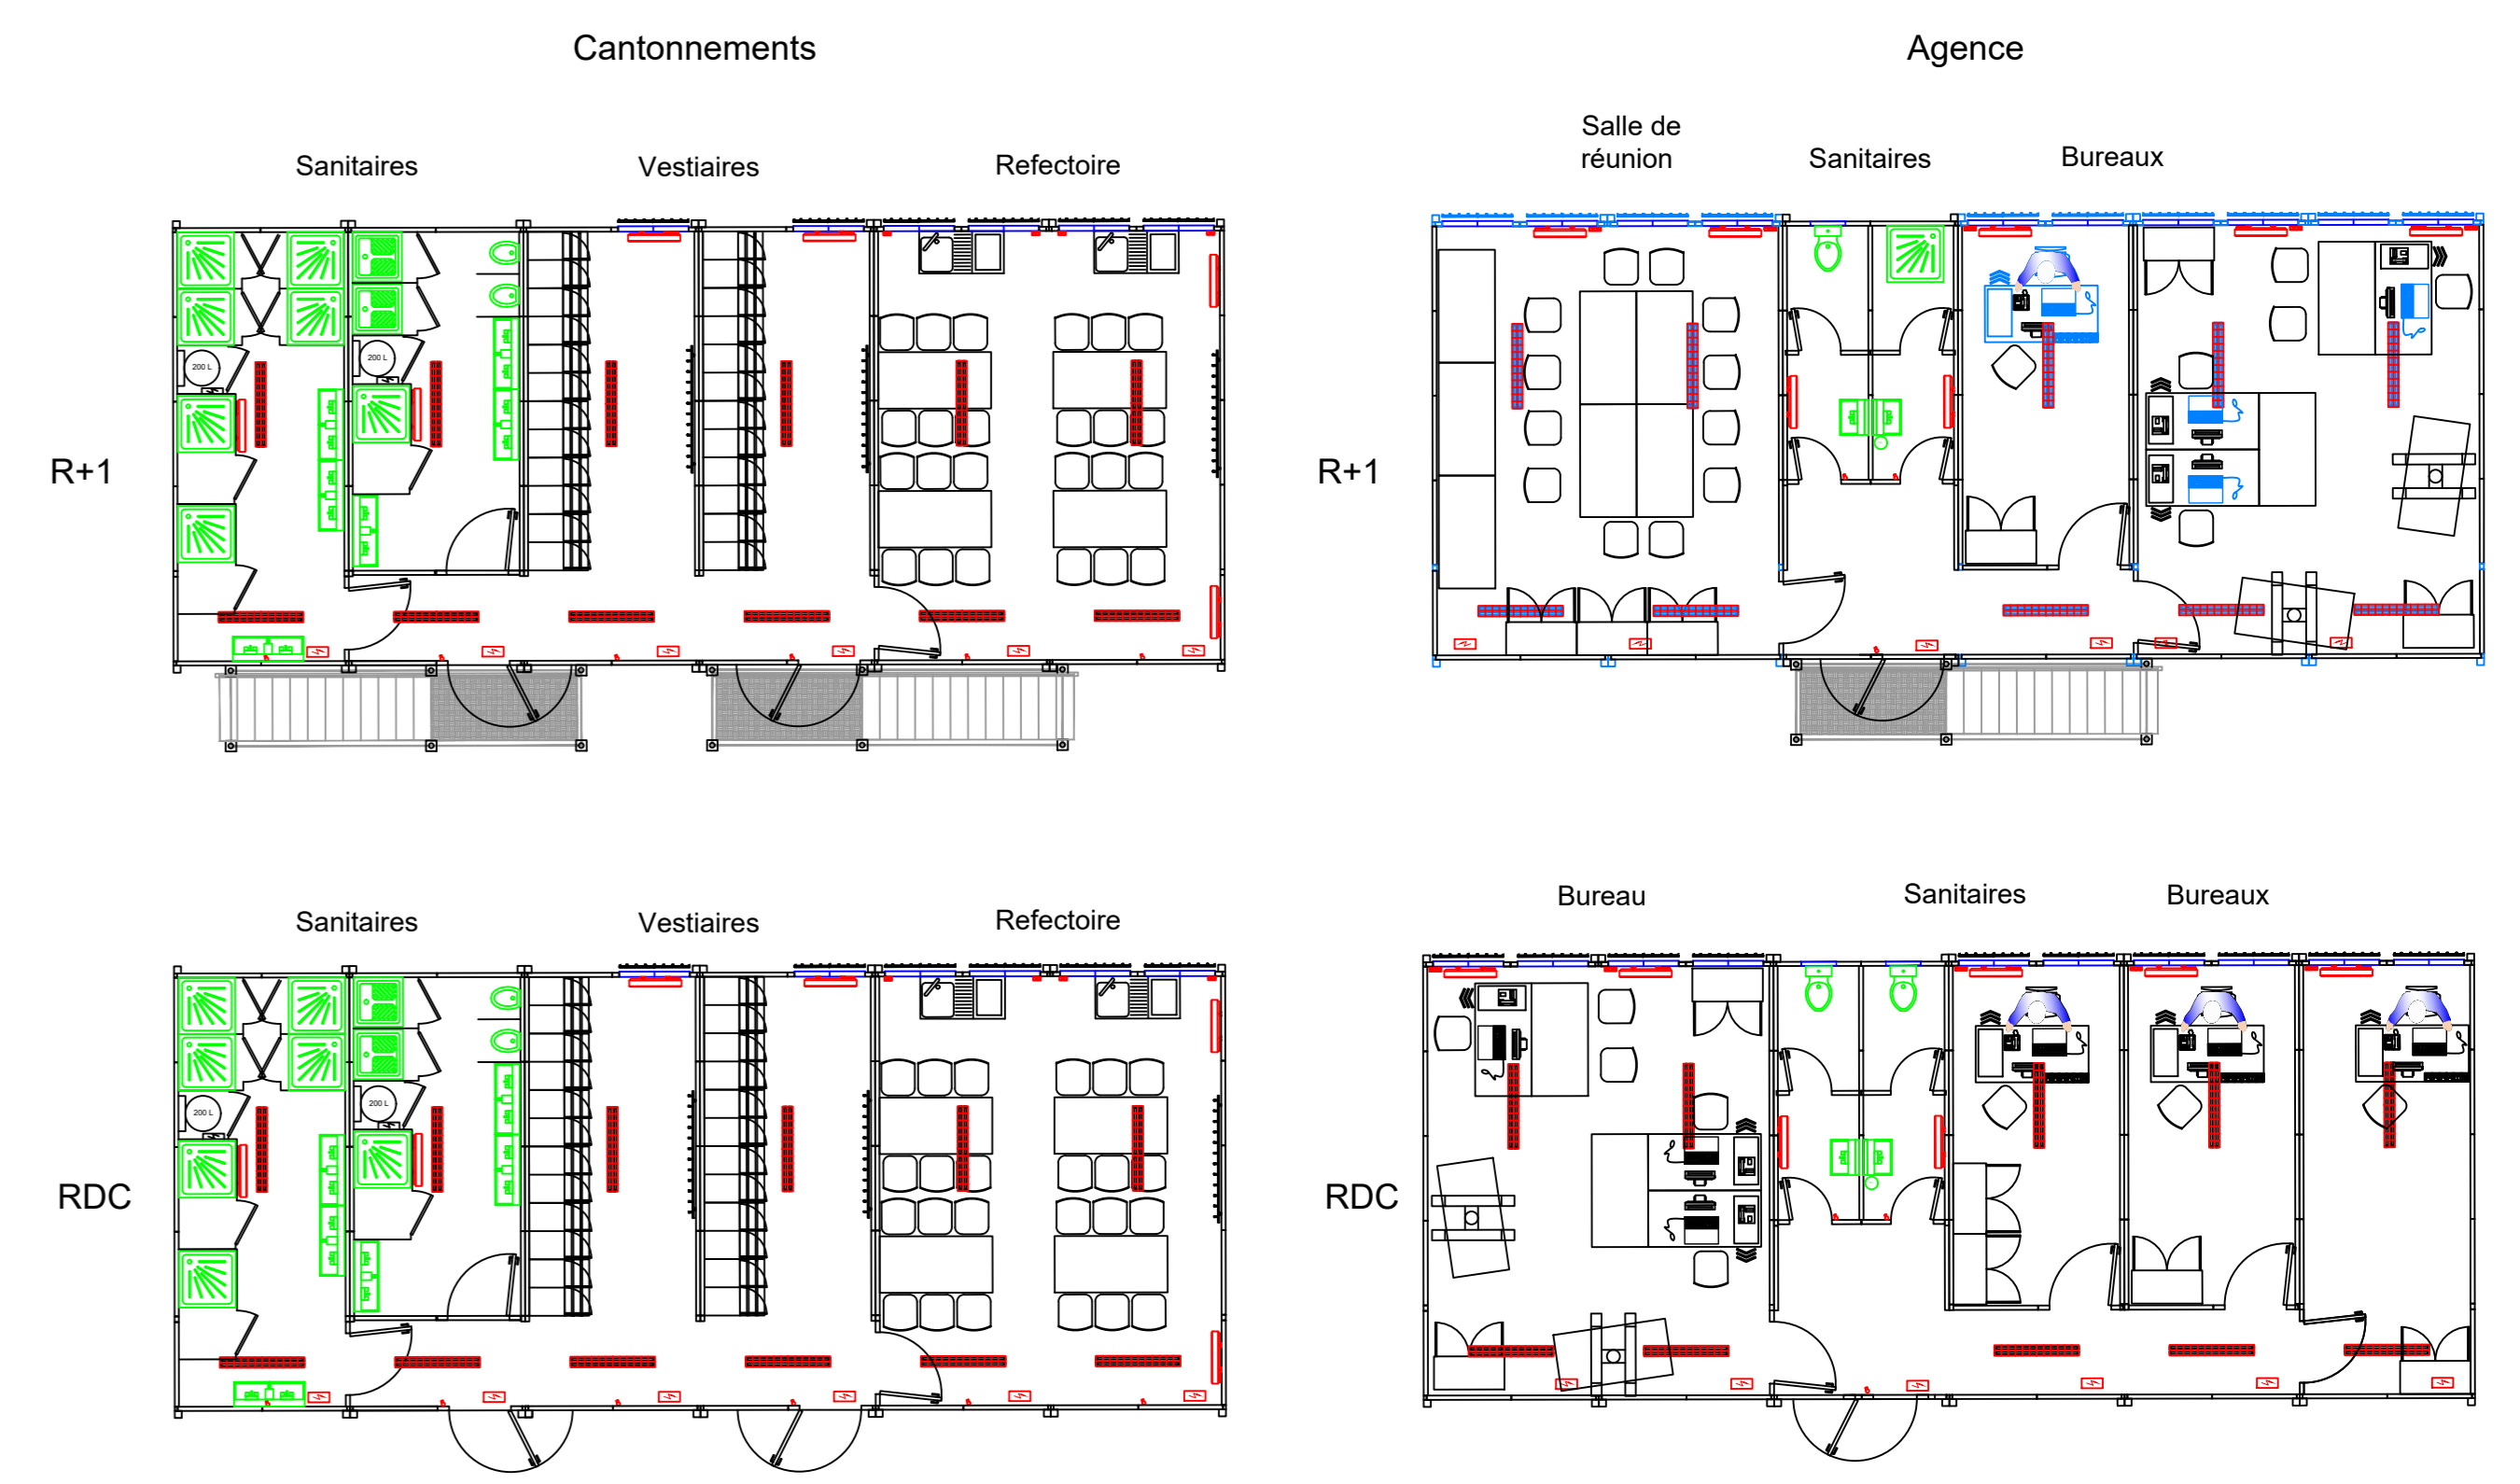 Cantonnements
Agence
Sanitaires
Vestiaires
Refectoire
Salle de
réunion
Sanitaires
Bureaux
R+1
200 L
200 L
R+1
Sanitaires
Vestiaires
Refectoire
Bureau
Sanitaires
Bureaux
RDC
200 L
200 L
RDC